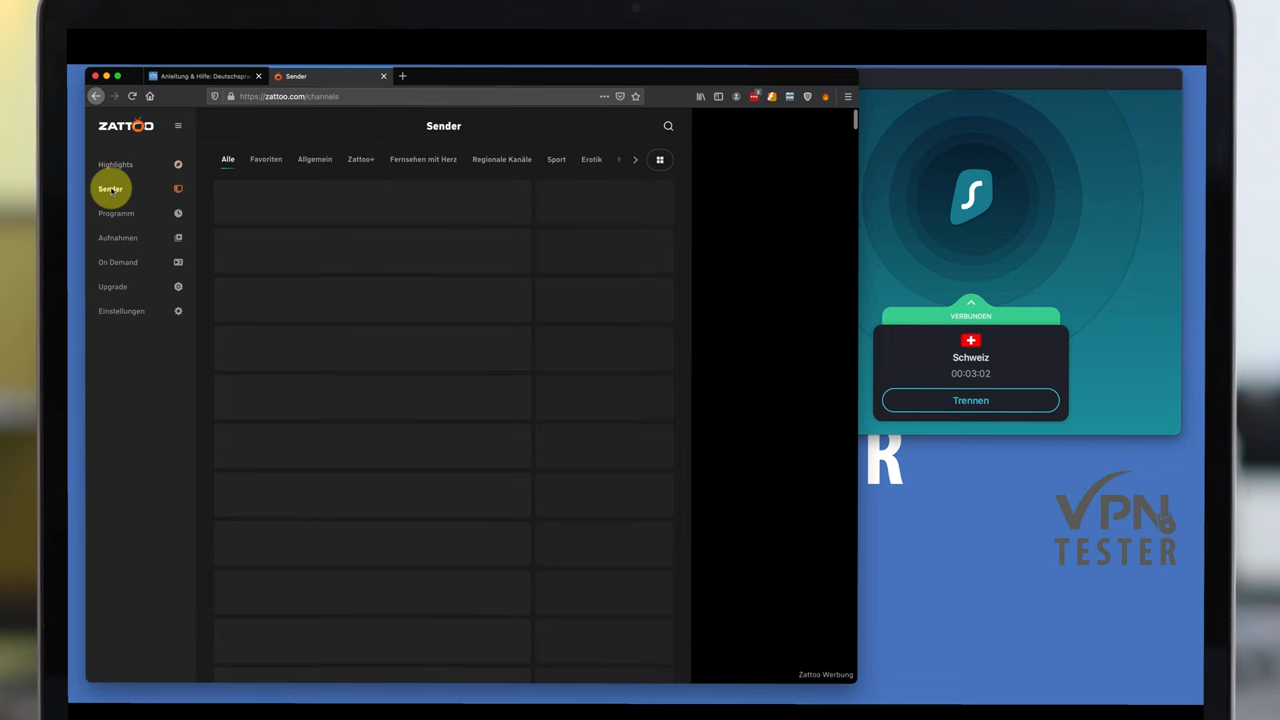 Anleitung & Hilfe: Deutschspra
Sender
https://zattoo.com/channels
ZATTOO
Highlights
Sender
Programm
Aufnahmen
On Demand
Upgrade
Einstellungen
Sender
Alle Favoriten Allgemein Zattoo+ Fernsehen mit Herz Regionale Kanäle Sport Erotik
Zattoo Werbung
VERBUNDEN
Schweiz
00:03:02
Trennen
R
VPN
TESTER